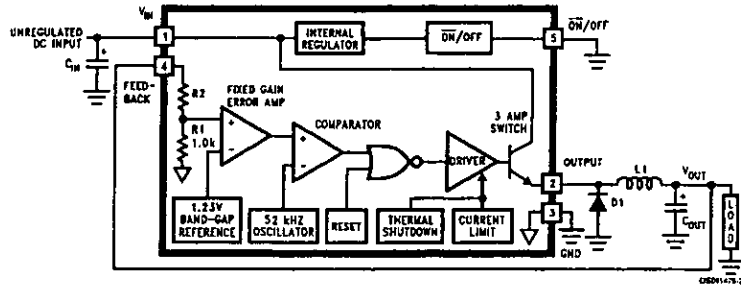 V_IN
UNREGULATED
DC INPUT
1
INTERNAL
REGULATOR
O̅N̅/OFF
5
O̅N̅/OFF
C_IN
+
4
FEED-
BACK
R2
FIXED GAIN
ERROR AMP
R1
1.0k
+
−
COMPARATOR
+
−
DRIVER
3 AMP
SWITCH
OUTPUT
2
L1
V_OUT
D1
+
C_OUT
LOAD
3
GND
1.23V
BAND-GAP
REFERENCE
52 kHz
OSCILLATOR
RESET
THERMAL
SHUTDOWN
CURRENT
LIMIT